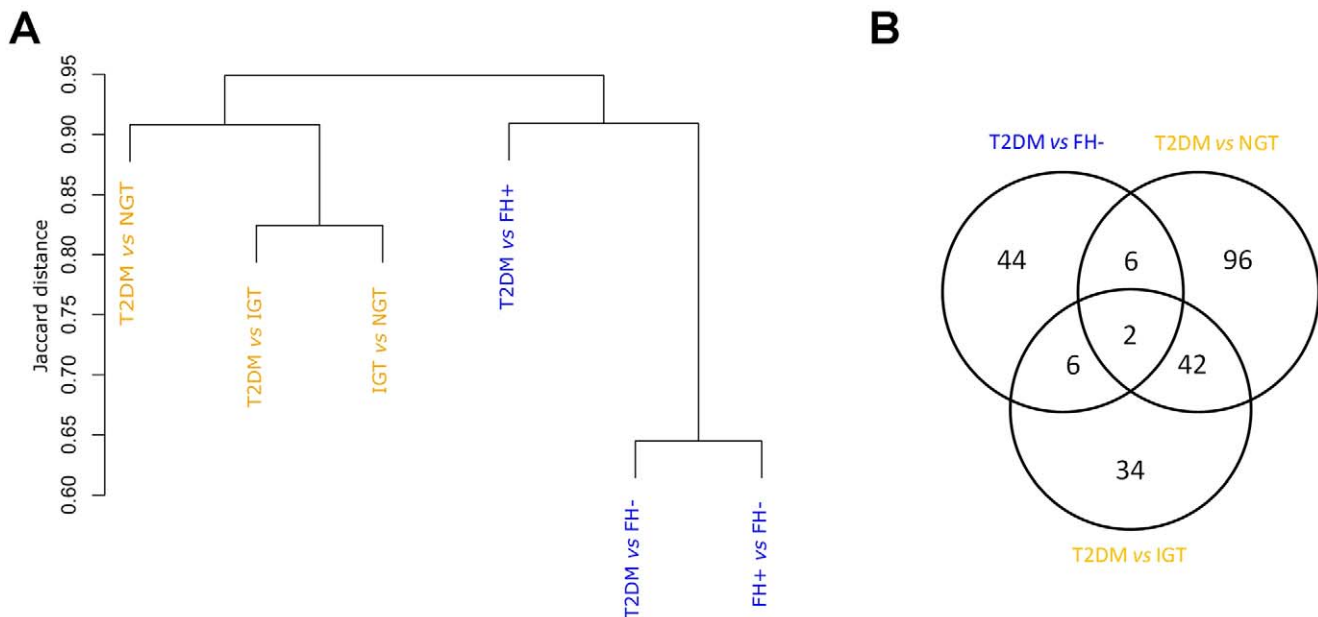 A
Jaccard distance
0.95
0.90
0.85
0.80
0.75
0.70
0.65
0.60
T2DM vs NGT
T2DM vs IGT
IGT vs NGT
T2DM vs FH+
T2DM vs FH-
FH+ vs FH-
B
T2DM vs FH-
T2DM vs NGT
44
6
96
2
6
42
34
T2DM vs IGT